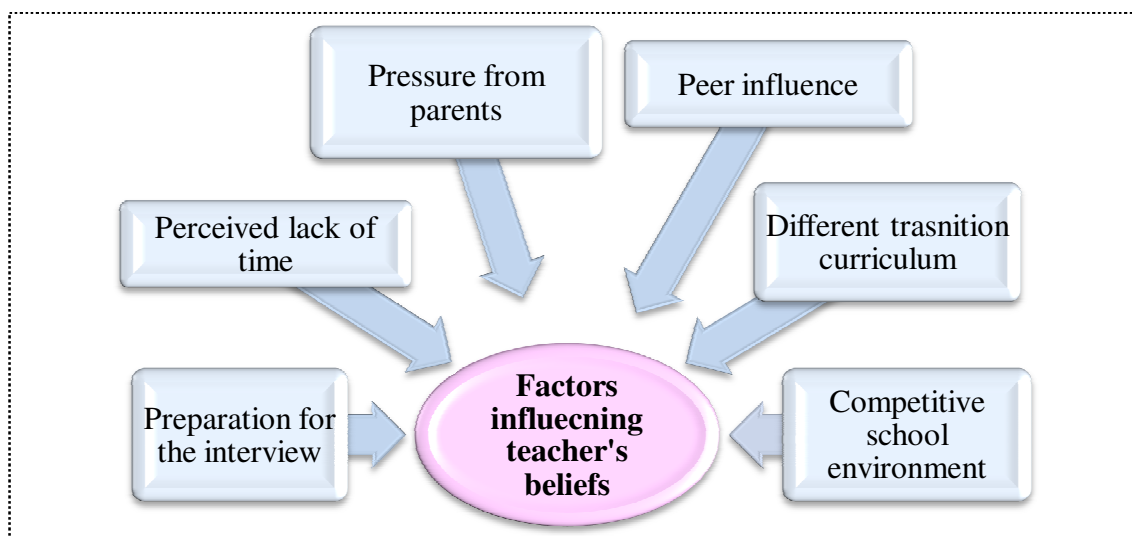 Pressure from
parents
Peer influence
Perceived lack of
time
Different trasnition
curriculum
Preparation for
the interview
Factors
influecning
teacher's
beliefs
Competitive
school
environment